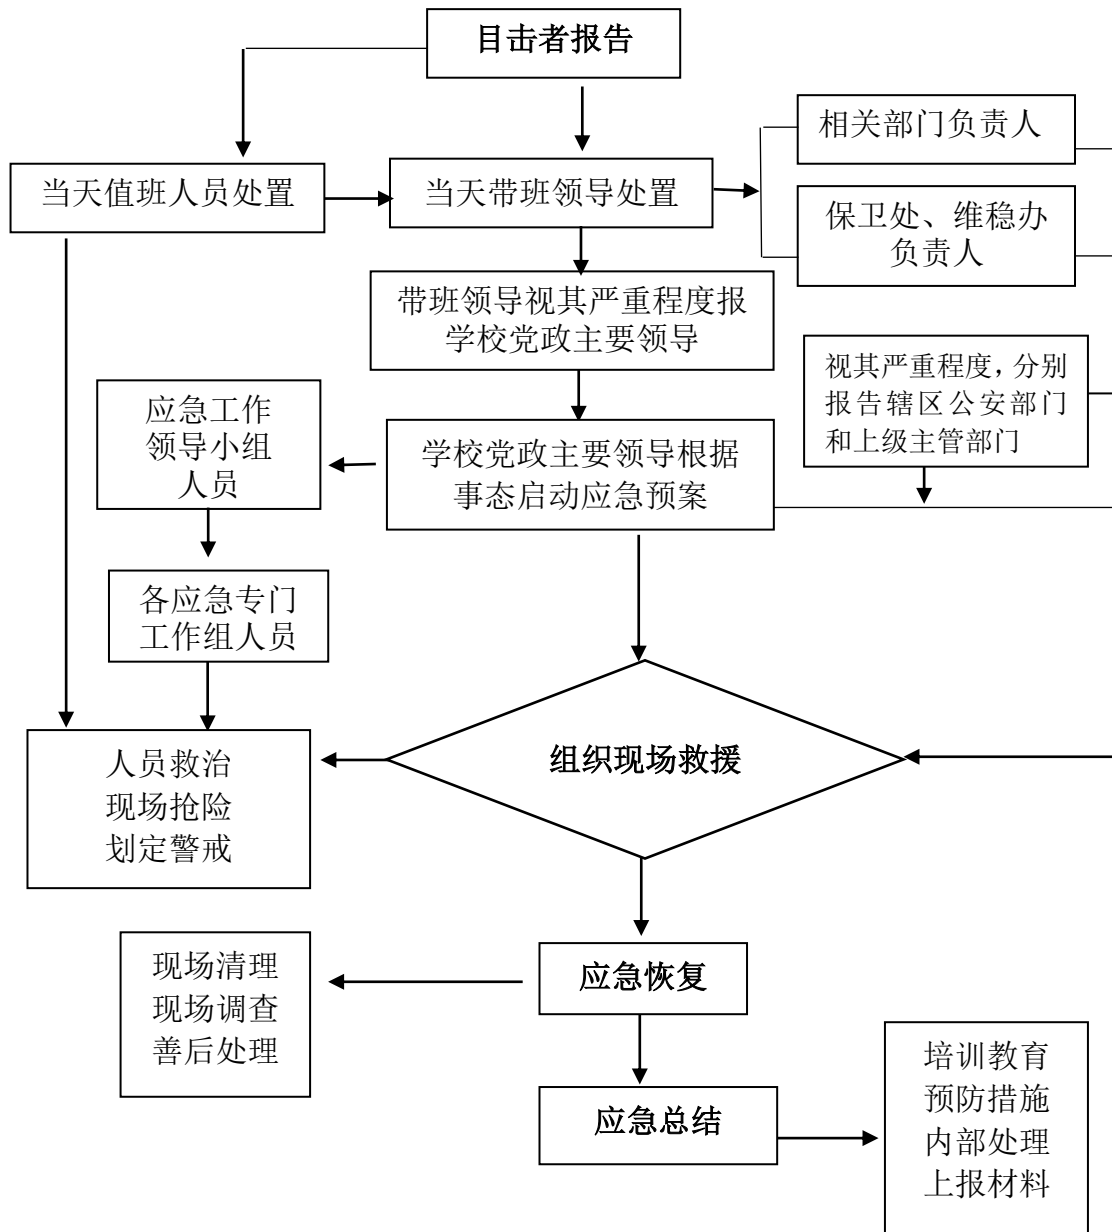 目击者报告
相关部门负责人
当天值班人员处置
当天带班领导处置
保卫处、维稳办
负责人
带班领导视其严重程度报
学校党政主要领导
视其严重程度，分别
报告辖区公安部门
和上级主管部门
应急工作
领导小组
人员
学校党政主要领导根据
事态启动应急预案
各应急专门
工作组人员
组织现场救援
人员救治
现场抢险
划定警戒
应急恢复
现场清理
现场调查
善后处理
应急总结
培训教育
预防措施
内部处理
上报材料